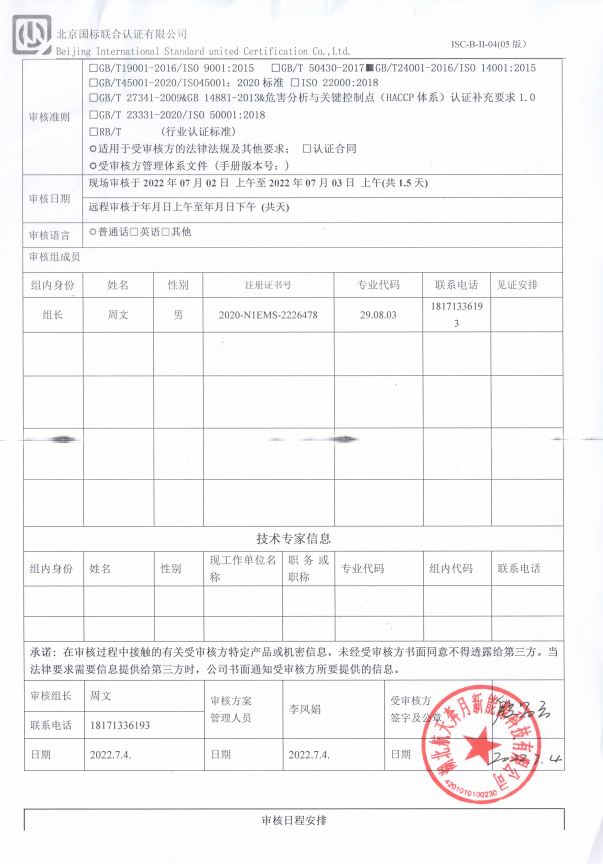 北京国标联合认证有限公司
Beijing International Standard united Certification Co.,Ltd.
ISC-B-II-04(05版)
审核准则
□GB/T19001-2016/ISO 9001:2015 □GB/T 50430-2017■GB/T24001-2016/ISO 14001:2015
□GB/T45001-2020/ISO45001：2020标准 □ISO 22000:2018
□GB/T 27341-2009&GB 14881-2013&危害分析与关键控制点（HACCP体系）认证补充要求 1.0
□GB/T 23331-2020/ISO 50001:2018
□RB/T (行业认证标准)
✪适用于受审核方的法律法规及其他要求； □认证合同
✪受审核方管理体系文件（手册版本号:）
审核日期
现场审核于 2022年07月02日 上午至 2022年07月03日 上午(共1.5天)
远程审核于年月日上午至年月日下午 (共天)
审核语言
✪普通话□英语□其他
审核组成员
组内身份 姓名 性别 注册证书号 专业代码 联系电话 见证安排
组长 周文 男 2020-N1EMS-2226478 29.08.03 1817133619
3
技术专家信息
组内身份 姓名 性别 现工作单位名称 职务或职称 专业代码 组内代码 联系电话
承诺：在审核过程中接触的有关受审核方特定产品或机密信息，未经受审核方书面同意不得透露给第三方。当
法律要求需要信息提供给第三方时，公司书面通知受审核方所要提供的信息。
审核组长 周文
审核方案
管理人员
李凤娟
受审核方
签字及公章
联系电话 18171336193
日期 2022.7.4. 日期 2022.7.4. 日期 2022.7.4
湖北航天奔月新能源科技有限公司
4201010100230
审核日程安排